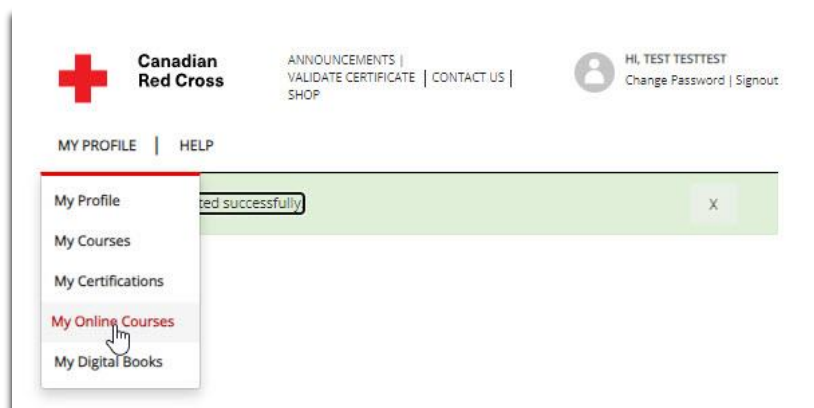 Canadian
Red Cross
ANNOUNCEMENTS |
VALIDATE CERTIFICATE | CONTACT US |
SHOP
HI, TEST TESTTEST
Change Password | Signout
MY PROFILE | HELP
My Profile
successfully
X
My Courses
My Certifications
My Online Courses
My Digital Books